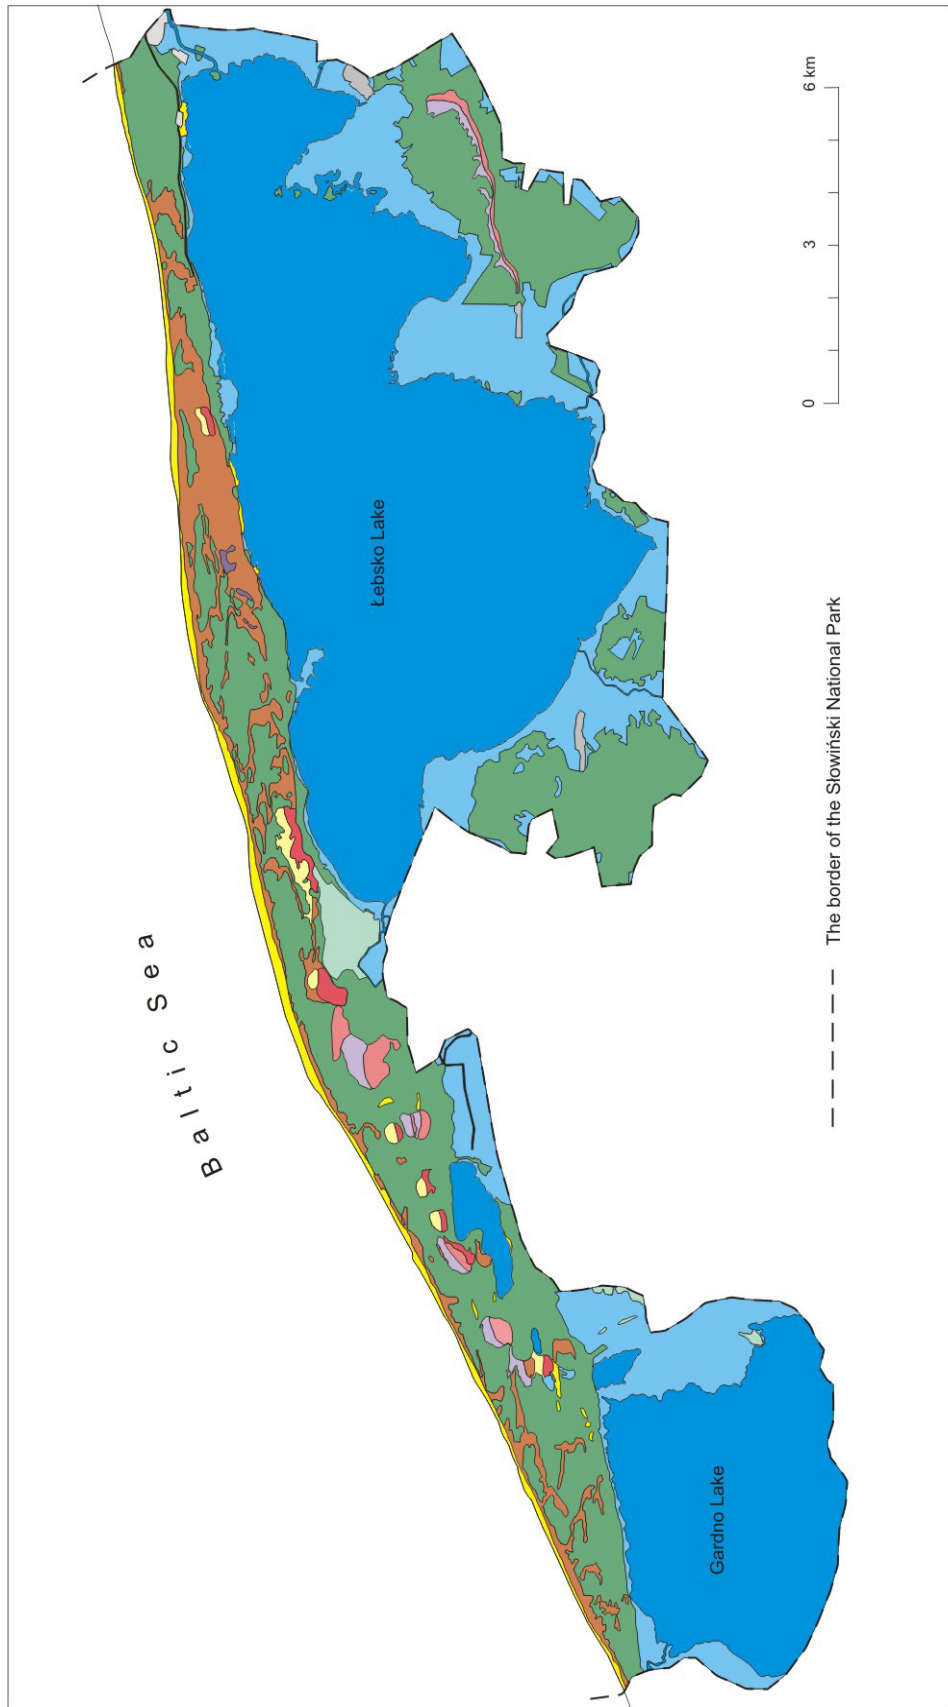 Baltic Sea
Łebsko Lake
Gardno Lake
The border of the Słowiński National Park
0 3 6 km